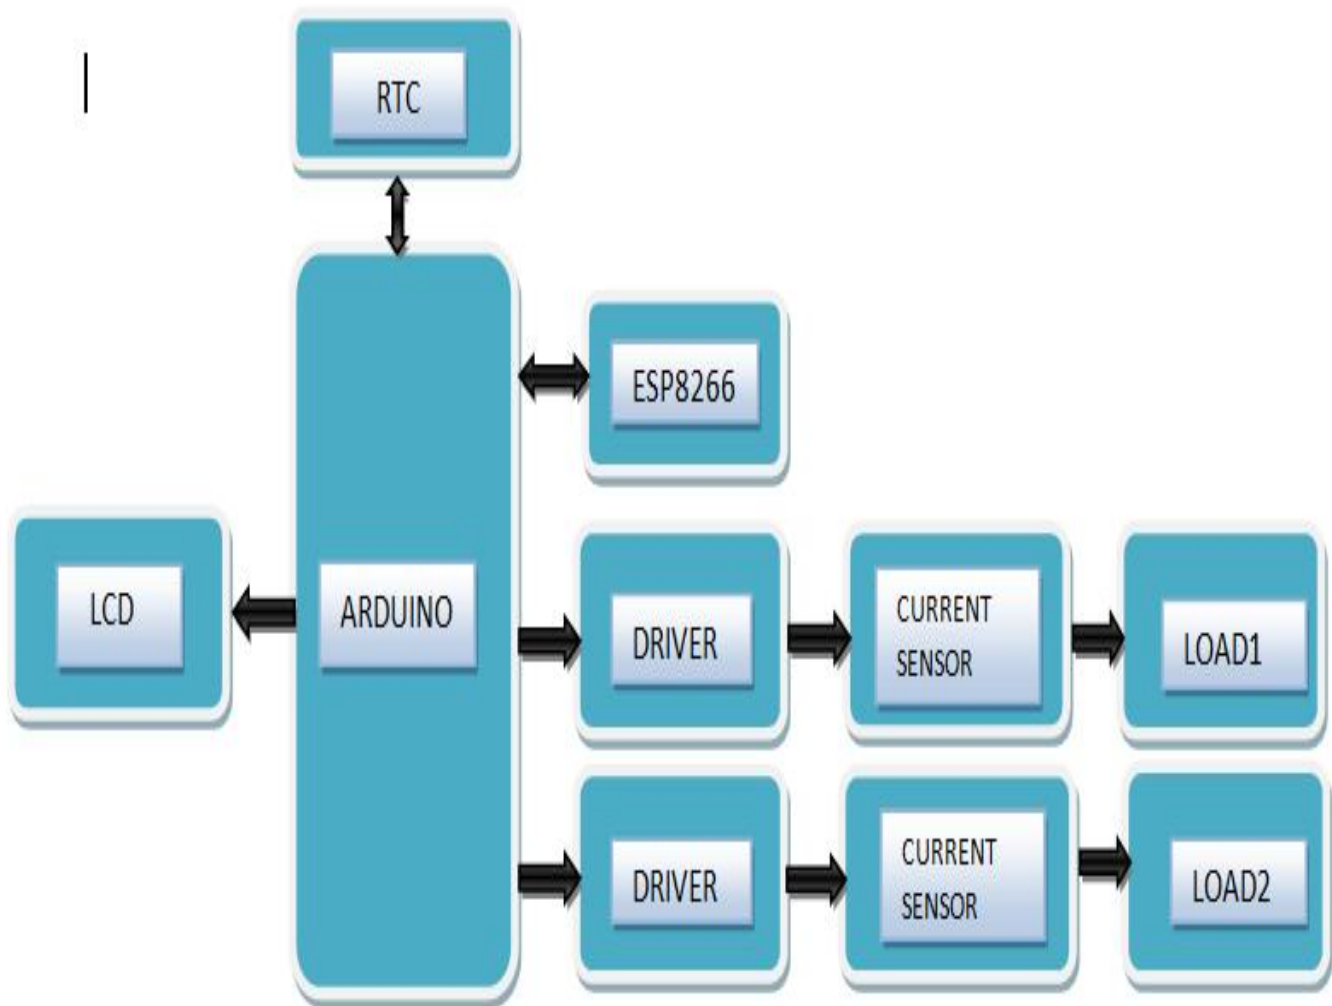 RTC
ESP8266
LCD
ARDUINO
DRIVER
CURRENT
SENSOR
LOAD1
DRIVER
CURRENT
SENSOR
LOAD2